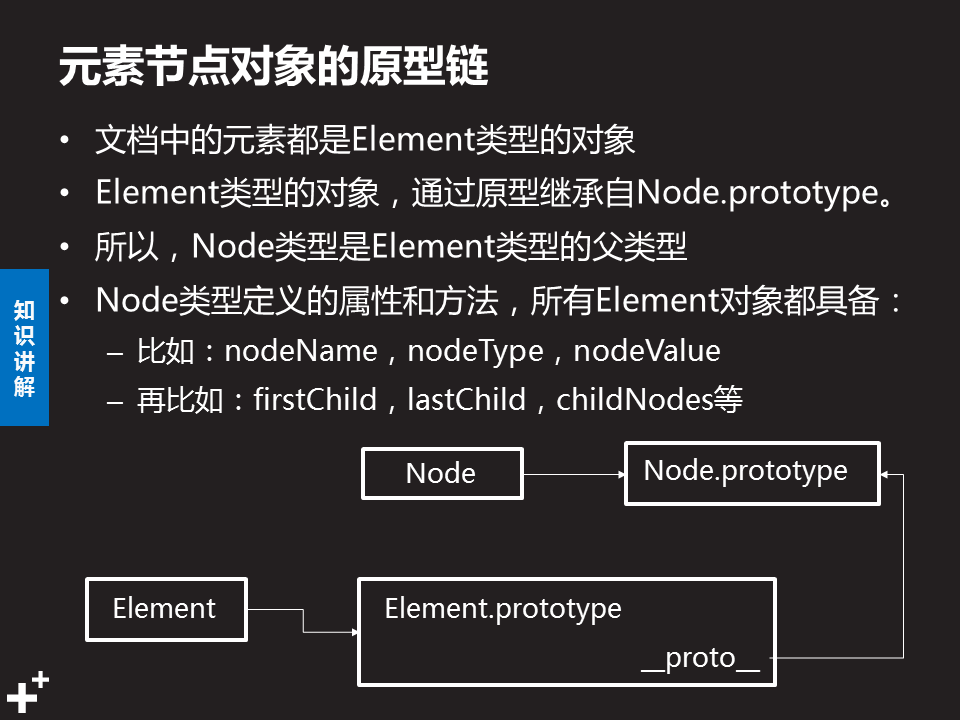 元素节点对象的原型链
• 文档中的元素都是Element类型的对象
• Element类型的对象，通过原型继承自Node.prototype。
• 所以，Node类型是Element类型的父类型
• Node类型定义的属性和方法，所有Element对象都具备：
– 比如：nodeName，nodeType，nodeValue
– 再比如：firstChild，lastChild，childNodes等
知识讲解
Node
Node.prototype
Element
Element.prototype
__proto__